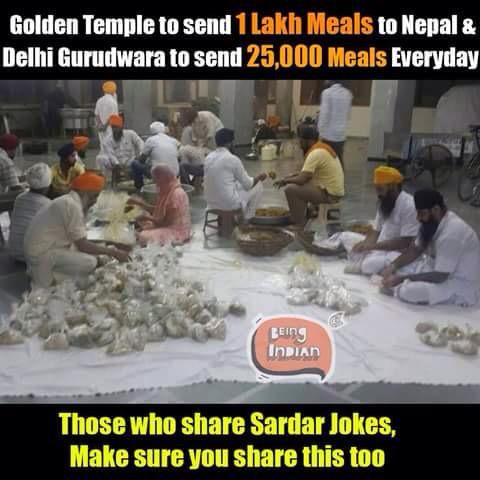 Golden Temple to send 1 Lakh Meals to Nepal &
Delhi Gurudwara to send 25,000 Meals Everyday
BEing
INDIAN
Those who share Sardar Jokes,
Make sure you share this too